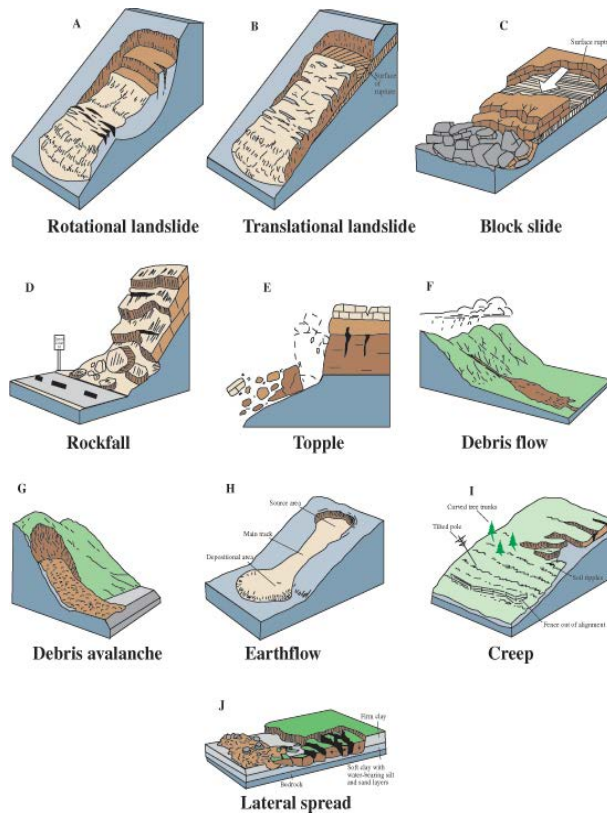 A
B
C
Surface of rupture
Surface rupture
Rotational landslide
Translational landslide
Block slide
D
E
F
Rockfall
Topple
Debris flow
G
H
I
Source area
Main track
Depositional area
Curved tree trunks
Tilted pole
Soil ripples
Fence out of alignment
Debris avalanche
Earthflow
Creep
J
Firm clay
Soft clay with
water-bearing silt
and sand layers
Bedrock
Lateral spread